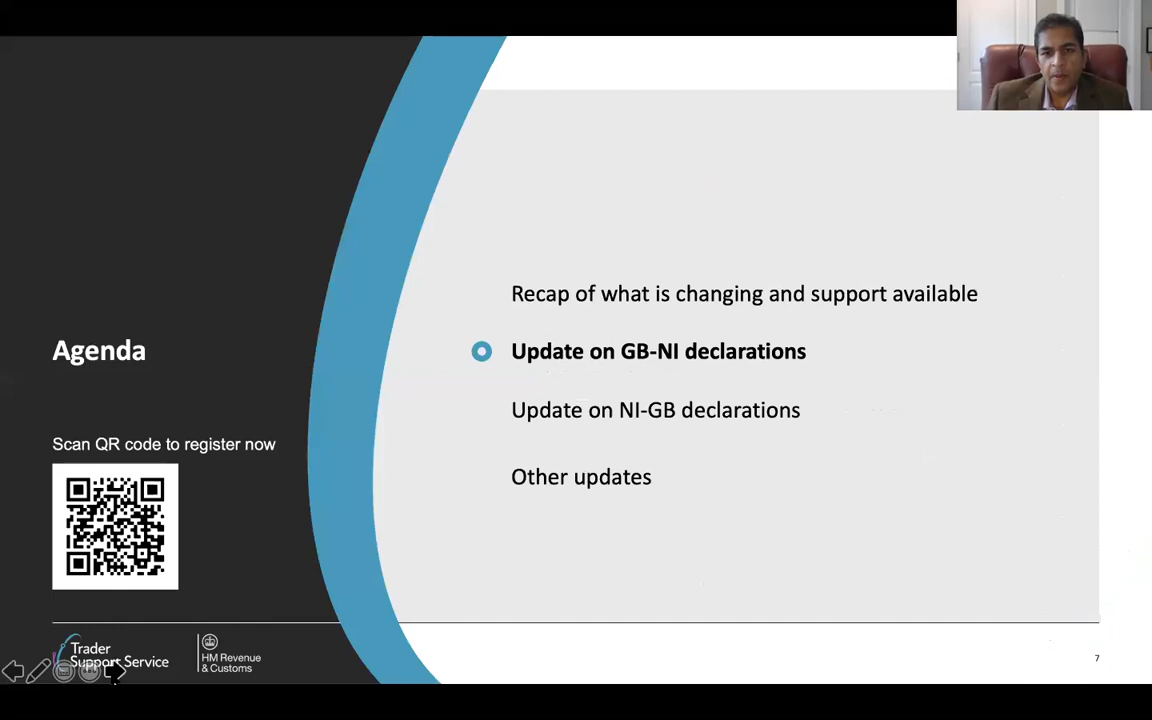 Agenda
Scan QR code to register now
Recap of what is changing and support available
Update on GB-NI declarations
Update on NI-GB declarations
Other updates
Trader
Support Service
HM Revenue
& Customs
7